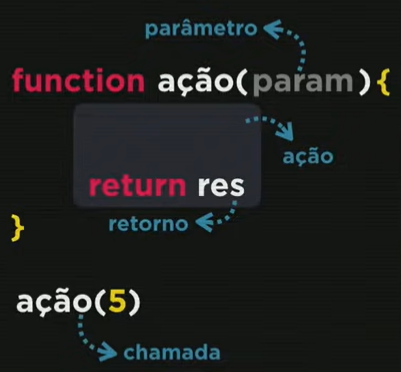 parâmetro
function ação(param){
ação
return res
retorno
}
ação(5)
chamada